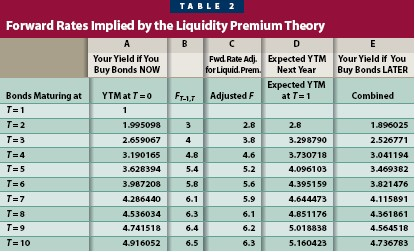 TABLE 2
Forward Rates Implied by the Liquidity Premium Theory
A B C D E
Your Yield if You Fwd. Rate Adj. Expected YTM Your Yield if You
Buy Bonds NOW for Liquid. Prem. Next Year Buy Bonds LATER
Expected YTM
Bonds Maturing at YTM at T = 0 FT–1,T Adjusted F at T = 1 Combined
T=1 1
T=2 1.995098 3 2.8 2.8 1.896025
T=3 2.659067 4 3.8 3.298790 2.526771
T=4 3.190165 4.8 4.6 3.730718 3.041194
T=5 3.628394 5.4 5.2 4.096103 3.469382
T=6 3.987208 5.8 5.6 4.395159 3.821476
T=7 4.286440 6.1 5.9 4.644473 4.115891
T=8 4.536034 6.3 6.1 4.851176 4.361861
T=9 4.741518 6.4 6.2 5.018838 4.564518
T=10 4.916052 6.5 6.3 5.160423 4.736783